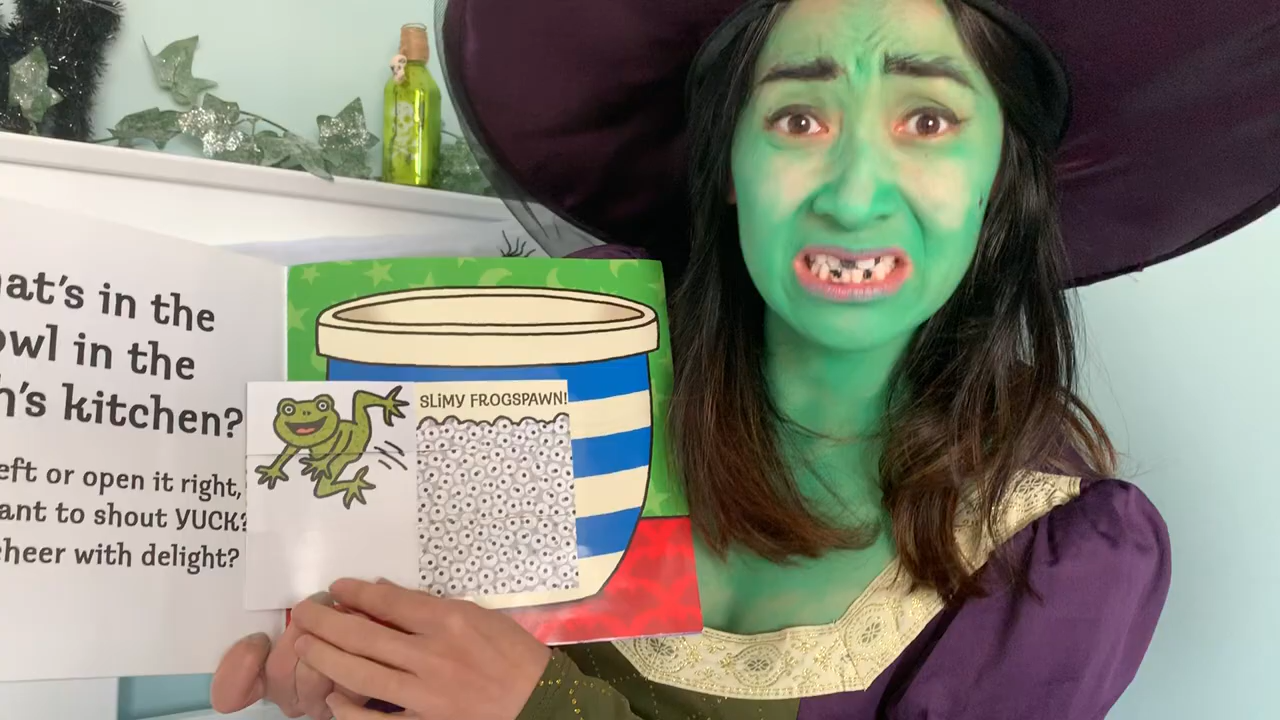 at's in the
owl in the
h's kitchen?
eft or open it right,
ant to shout YUCK?
cheer with delight?
SLiMY FROGSPAWN!